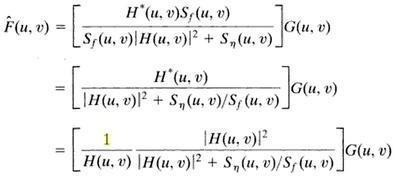 F̂(u, v) = [ H*(u, v)S_f(u, v) / S_f(u, v)|H(u, v)|² + S_η(u, v) ] G(u, v)
= [ H*(u, v) / |H(u, v)|² + S_η(u, v)/S_f(u, v) ] G(u, v)
= [ 1 / H(u, v) |H(u, v)|² / |H(u, v)|² + S_η(u, v)/S_f(u, v) ] G(u, v)